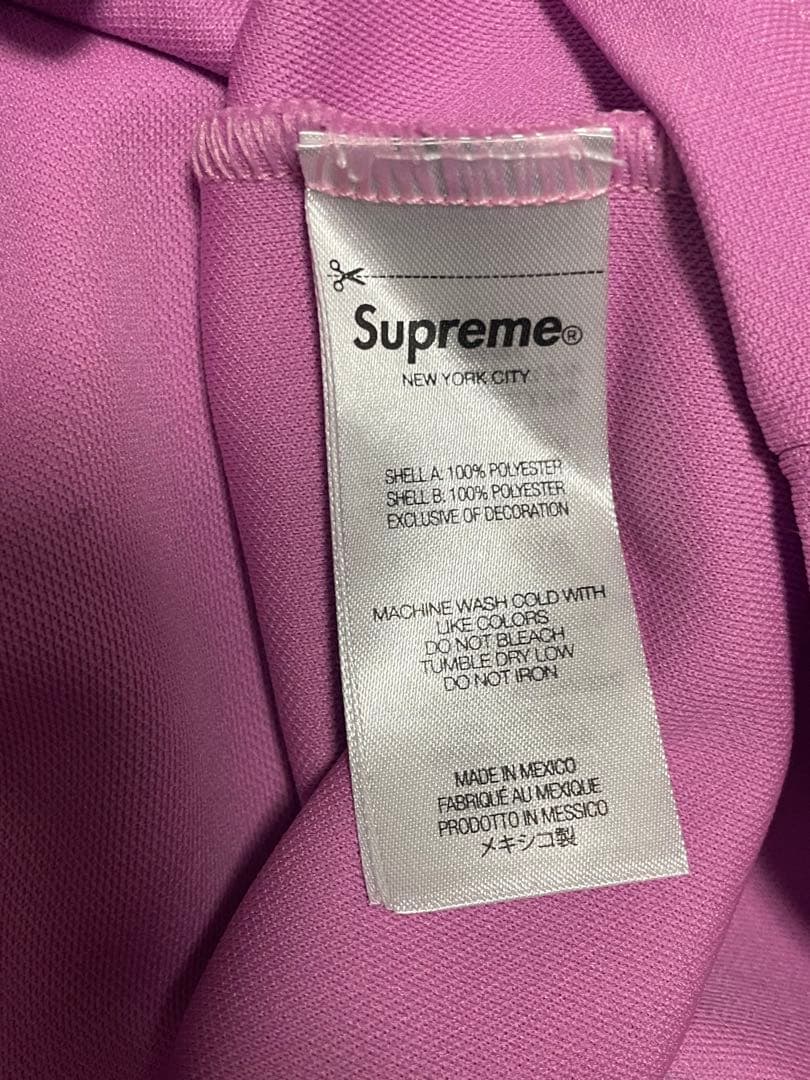 Supreme®
NEW YORK CITY
SHELL A: 100% POLYESTER
SHELL B: 100% POLYESTER
EXCLUSIVE OF DECORATION
MACHINE WASH COLD WITH
LIKE COLORS
DO NOT BLEACH
TUMBLE DRY LOW
DO NOT IRON
MADE IN MEXICO
FABRIQUÉ AU MEXIQUE
PRODOTTO IN MESSICO
メキシコ製